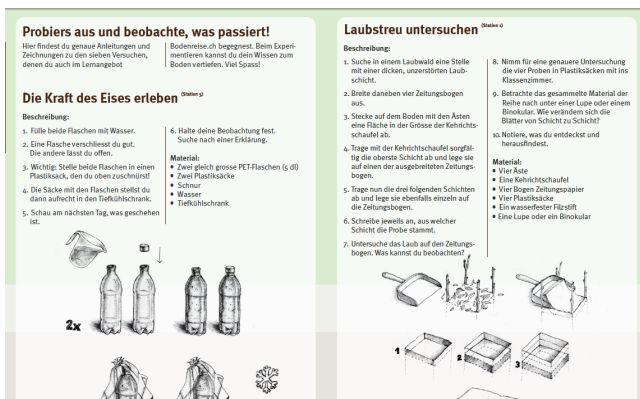 Probiers aus und beobachte, was passiert!
Hier findest du genaue Anleitungen und
Zeichnungen zu den sieben Versuchen,
denen du auch im Lernangebot
Bodenreise.ch begegnest. Beim Experi-
mentieren kannst du dein Wissen zum
Boden vertiefen. Viel Spass!
Die Kraft des Eises erleben (Station 5)
Beschreibung:
1. Fülle beide Flaschen mit Wasser.
2. Eine Flasche verschliesst du gut.
Die andere lässt du offen.
3. Wichtig: Stelle beide Flaschen in einen
Plastiksack, den du oben zuschnürst!
4. Die Säcke mit den Flaschen stellst du
dann aufrecht in den Tiefkühlschrank.
5. Schau am nächsten Tag, was geschehen
ist.
6. Halte deine Beobachtung fest.
Suche nach einer Erklärung.
Material:
• Zwei gleich grosse PET-Flaschen (5 dl)
• Zwei Plastiksäcke
• Schnur
• Wasser
• Tiefkühlschrank
2x
Laubstreu untersuchen (Station 1)
Beschreibung:
1. Suche in einem Laubwald eine Stelle
mit einer dicken, unzerstörten Laub-
schicht.
2. Breite daneben vier Zeitungsbogen
aus.
3. Stecke auf dem Boden mit den Ästen
eine Fläche in der Grösse der Kehrichts-
schaufel ab.
4. Trage mit der Kehrichtschaufel sorgfäl-
tig die oberste Schicht ab und lege sie
auf einen der ausgebreiteten Zeitungs-
bogen.
5. Trage nun die drei folgenden Schichten
ab und lege sie ebenfalls einzeln auf
die Zeitungsbogen.
6. Schreibe jeweils an, aus welcher
Schicht die Probe stammt.
7. Untersuche das Laub auf den Zeitungs-
bogen. Was kannst du beobachten?
8. Nimm für eine genauere Untersuchung
die vier Proben in Plastiksäcken mit ins
Klassenzimmer.
9. Betrachte das gesammelte Material der
Reihe nach unter einer Lupe oder einem
Binokular. Wie verändern sich die
Blätter von Schicht zu Schicht?
10. Notiere, was du entdeckst und
herausfindest.
Material:
• Vier Äste
• Eine Kehrichtschaufel
• Vier Bogen Zeitungspapier
• Vier Plastiksäcke
• Ein wasserfester Filzstift
• Eine Lupe oder ein Binokular
1
2
3